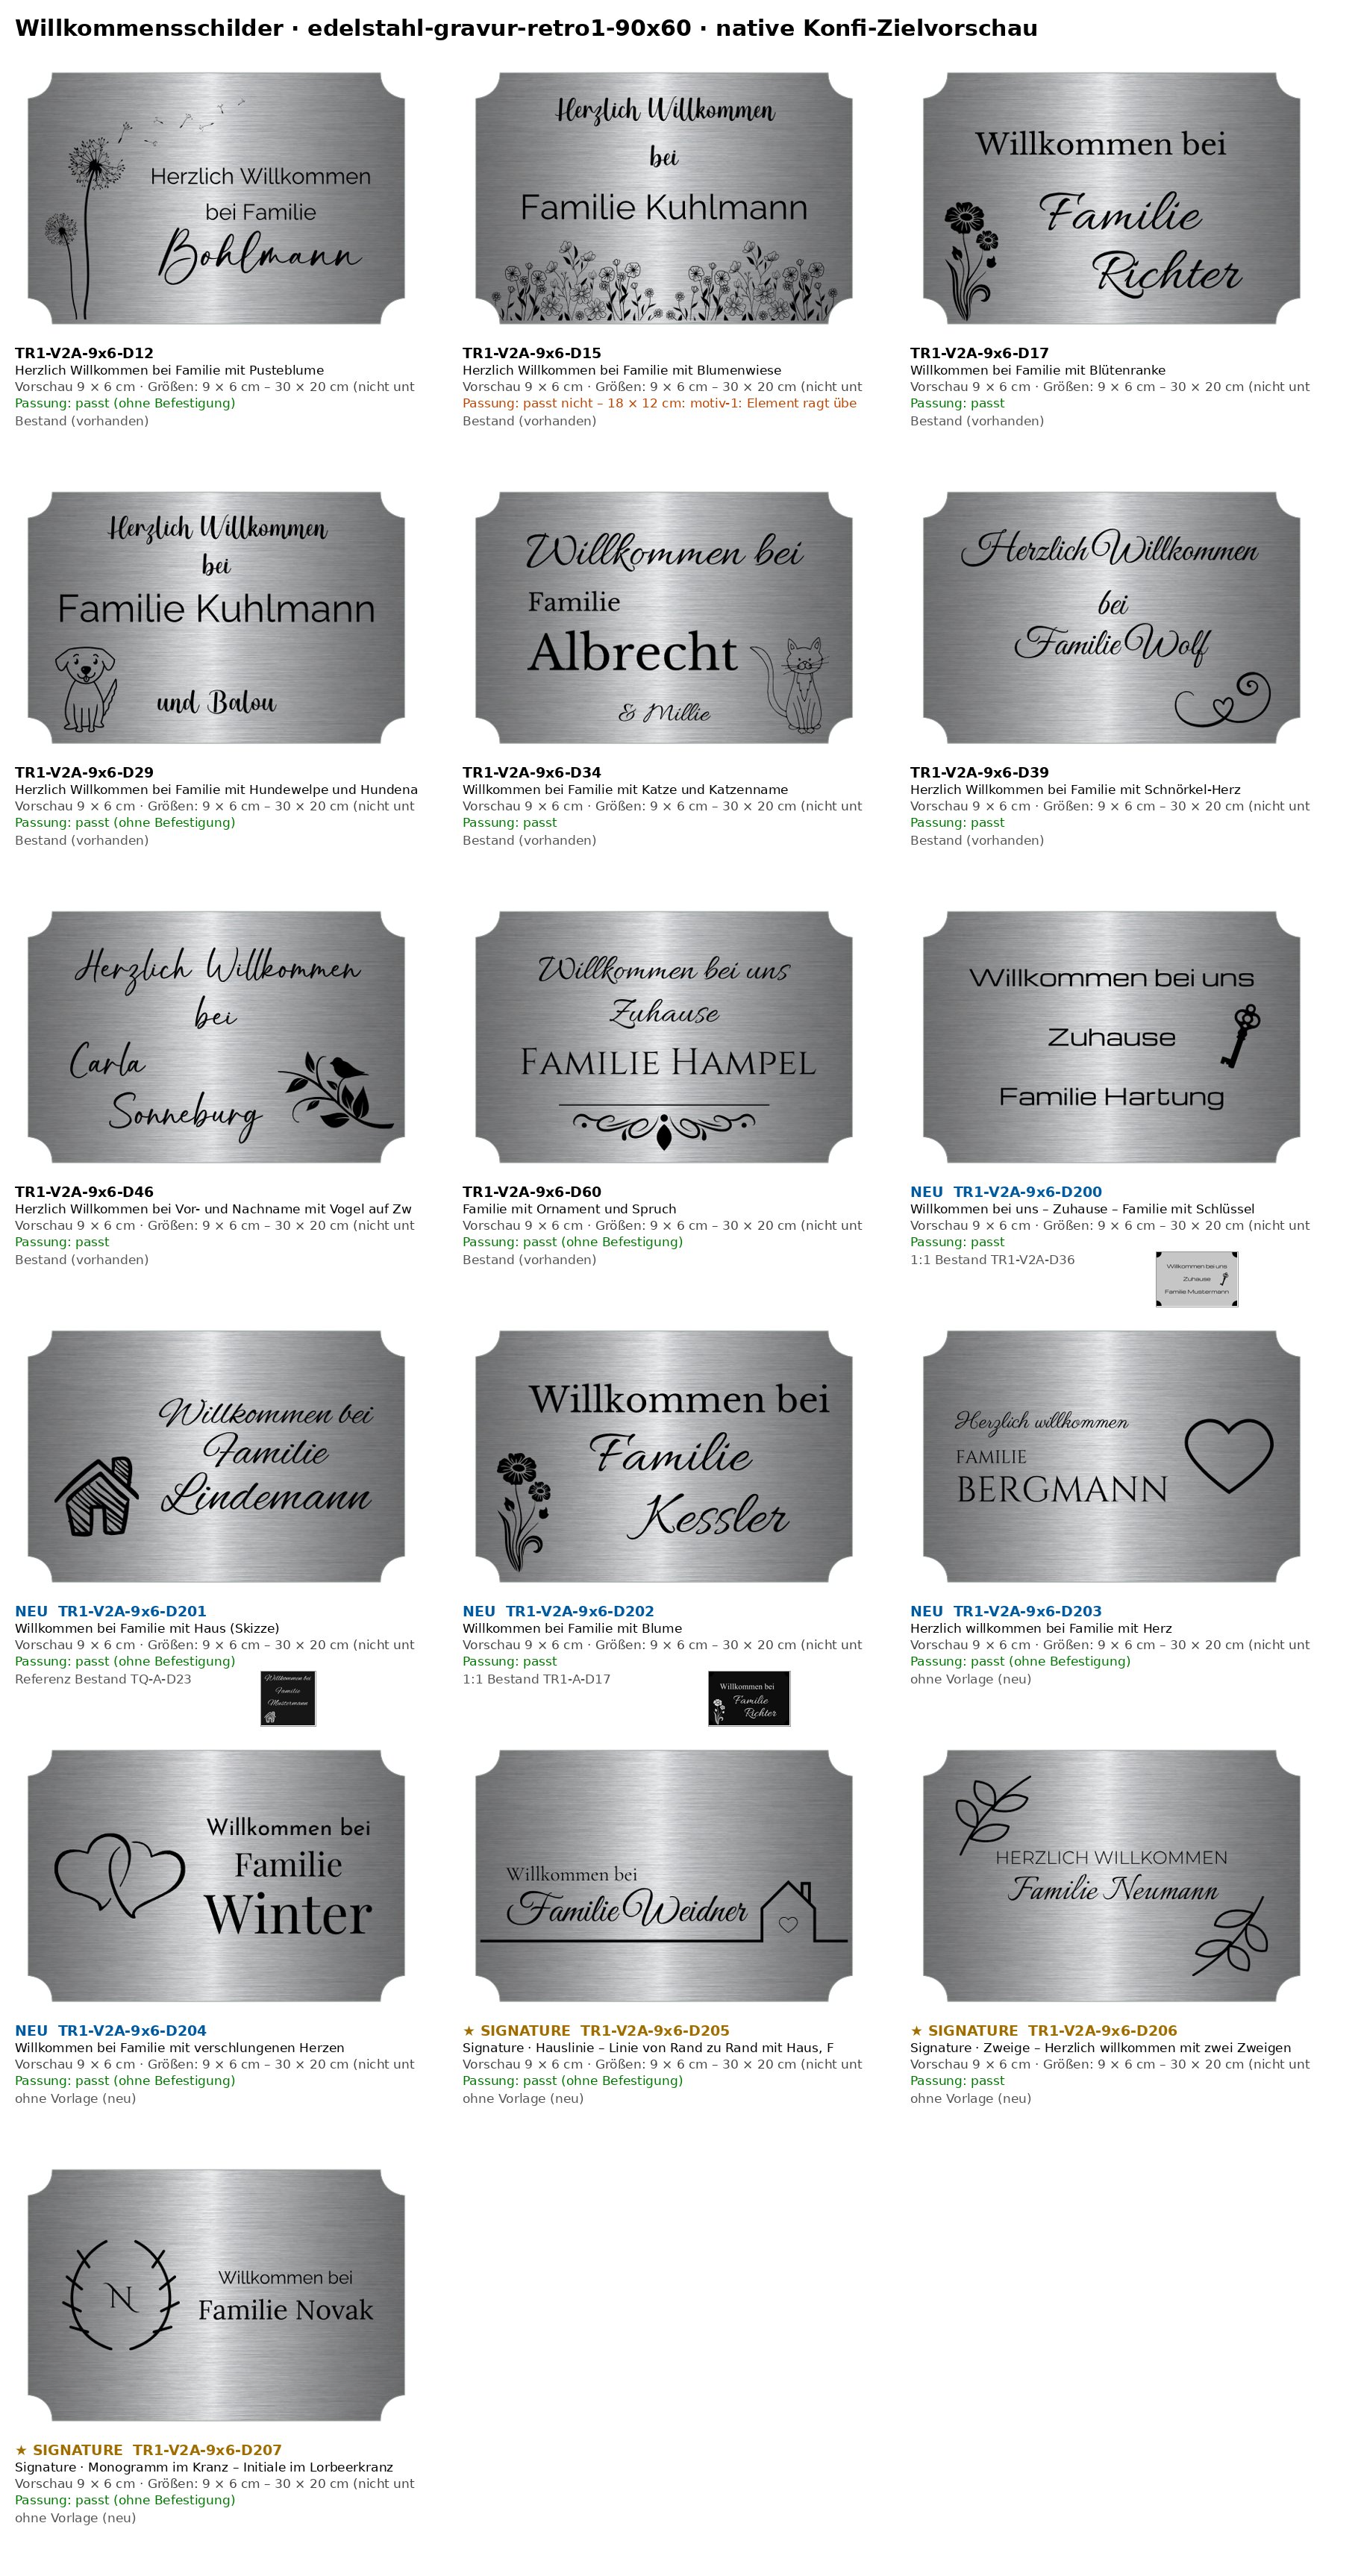 Willkommensschilder · edelstahl-gravur-retro1-90x60 · native Konfi-Zielvorschau
Herzlich Willkommen
bei Familie
Bohlmann
TR1-V2A-9x6-D12
Herzlich Willkommen bei Familie mit Pusteblume
Vorschau 9 × 6 cm · Größen: 9 × 6 cm – 30 × 20 cm (nicht unt
Passung: passt (ohne Befestigung)
Bestand (vorhanden)
Herzlich Willkommen
bei
Familie Kuhlmann
TR1-V2A-9x6-D15
Herzlich Willkommen bei Familie mit Blumenwiese
Vorschau 9 × 6 cm · Größen: 9 × 6 cm – 30 × 20 cm (nicht unt
Passung: passt nicht – 18 × 12 cm: motiv-1: Element ragt übe
Bestand (vorhanden)
Willkommen bei
Familie
Richter
TR1-V2A-9x6-D17
Willkommen bei Familie mit Blütenranke
Vorschau 9 × 6 cm · Größen: 9 × 6 cm – 30 × 20 cm (nicht unt
Passung: passt
Bestand (vorhanden)
Herzlich Willkommen
bei
Familie Kuhlmann
und Balou
TR1-V2A-9x6-D29
Herzlich Willkommen bei Familie mit Hundewelpe und Hundena
Vorschau 9 × 6 cm · Größen: 9 × 6 cm – 30 × 20 cm (nicht unt
Passung: passt (ohne Befestigung)
Bestand (vorhanden)
Willkommen bei
Familie
Albrecht
& Millie
TR1-V2A-9x6-D34
Willkommen bei Familie mit Katze und Katzenname
Vorschau 9 × 6 cm · Größen: 9 × 6 cm – 30 × 20 cm (nicht unt
Passung: passt
Bestand (vorhanden)
Herzlich Willkommen
bei
Familie Wolf
TR1-V2A-9x6-D39
Herzlich Willkommen bei Familie mit Schnörkel-Herz
Vorschau 9 × 6 cm · Größen: 9 × 6 cm – 30 × 20 cm (nicht unt
Passung: passt
Bestand (vorhanden)
Herzlich Willkommen
bei
Carla
Sonneburg
TR1-V2A-9x6-D46
Herzlich Willkommen bei Vor- und Nachname mit Vogel auf Zw
Vorschau 9 × 6 cm · Größen: 9 × 6 cm – 30 × 20 cm (nicht unt
Passung: passt
Bestand (vorhanden)
Willkommen bei uns
Zuhause
FAMILIE HAMPEL
TR1-V2A-9x6-D60
Familie mit Ornament und Spruch
Vorschau 9 × 6 cm · Größen: 9 × 6 cm – 30 × 20 cm (nicht unt
Passung: passt (ohne Befestigung)
Bestand (vorhanden)
Willkommen bei uns
Zuhause
Familie Hartung
NEU TR1-V2A-9x6-D200
Willkommen bei uns – Zuhause – Familie mit Schlüssel
Vorschau 9 × 6 cm · Größen: 9 × 6 cm – 30 × 20 cm (nicht unt
Passung: passt
1:1 Bestand TR1-V2A-D36
Willkommen bei uns
Zuhause
Familie Mustermann
Willkommen bei
Familie
Lindemann
NEU TR1-V2A-9x6-D201
Willkommen bei Familie mit Haus (Skizze)
Vorschau 9 × 6 cm · Größen: 9 × 6 cm – 30 × 20 cm (nicht unt
Passung: passt (ohne Befestigung)
Referenz Bestand TQ-A-D23
Willkommen bei
Familie
Mustermann
Willkommen bei
Familie
Kessler
NEU TR1-V2A-9x6-D202
Willkommen bei Familie mit Blume
Vorschau 9 × 6 cm · Größen: 9 × 6 cm – 30 × 20 cm (nicht unt
Passung: passt
1:1 Bestand TR1-A-D17
Willkommen bei
Familie
Richter
Herzlich willkommen
FAMILIE
BERGMANN
NEU TR1-V2A-9x6-D203
Herzlich willkommen bei Familie mit Herz
Vorschau 9 × 6 cm · Größen: 9 × 6 cm – 30 × 20 cm (nicht unt
Passung: passt (ohne Befestigung)
ohne Vorlage (neu)
Willkommen bei
Familie
Winter
NEU TR1-V2A-9x6-D204
Willkommen bei Familie mit verschlungenen Herzen
Vorschau 9 × 6 cm · Größen: 9 × 6 cm – 30 × 20 cm (nicht unt
Passung: passt (ohne Befestigung)
ohne Vorlage (neu)
Willkommen bei
Familie Weidner
★ SIGNATURE TR1-V2A-9x6-D205
Signature · Hauslinie – Linie von Rand zu Rand mit Haus, F
Vorschau 9 × 6 cm · Größen: 9 × 6 cm – 30 × 20 cm (nicht unt
Passung: passt (ohne Befestigung)
ohne Vorlage (neu)
HERZLICH WILLKOMMEN
Familie Neumann
★ SIGNATURE TR1-V2A-9x6-D206
Signature · Zweige – Herzlich willkommen mit zwei Zweigen
Vorschau 9 × 6 cm · Größen: 9 × 6 cm – 30 × 20 cm (nicht unt
Passung: passt
ohne Vorlage (neu)
N
Willkommen bei
Familie Novak
★ SIGNATURE TR1-V2A-9x6-D207
Signature · Monogramm im Kranz – Initiale im Lorbeerkranz
Vorschau 9 × 6 cm · Größen: 9 × 6 cm – 30 × 20 cm (nicht unt
Passung: passt (ohne Befestigung)
ohne Vorlage (neu)